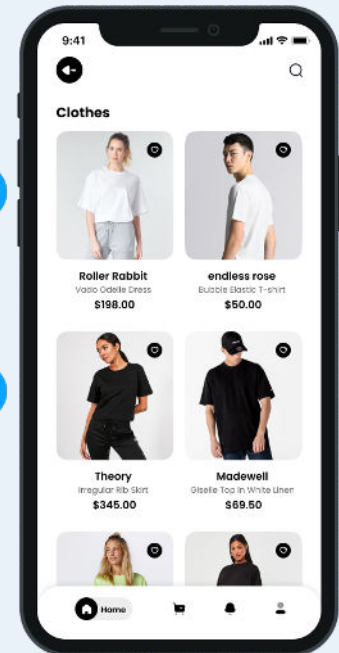 9:41
Clothes
Roller Rabbit
Vado Odelle Dress
$198.00
endless rose
Bubble Elastic T-shirt
$50.00
Theory
Irregular Rib Skirt
$345.00
Madewell
Giselle Top In White Linen
$69.50
Home